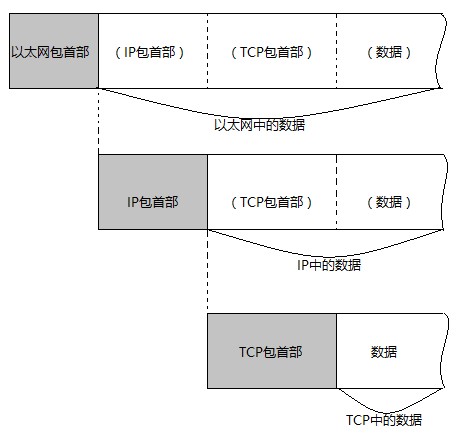 以太网包首部 （IP包首部） （TCP包首部） （数据）
以太网中的数据
IP包首部 （TCP包首部） （数据）
IP中的数据
TCP包首部 数据
TCP中的数据